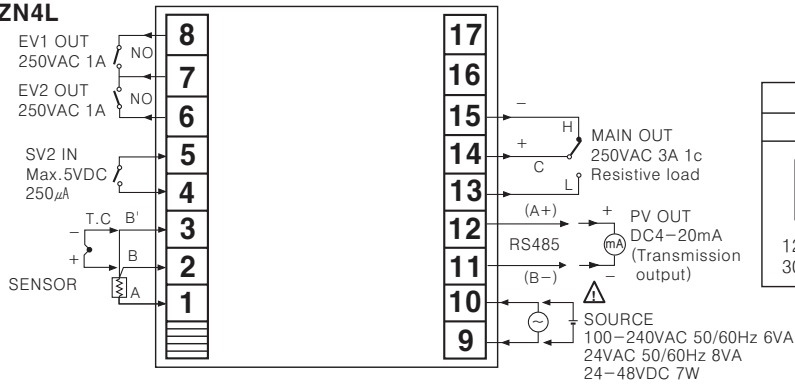 ZN4L
EV1 OUT
250VAC 1A
NO
EV2 OUT
250VAC 1A
NO
SV2 IN
Max.5VDC
250μA
T.C
B'
−
+
B
A
SENSOR
8
7
6
5
4
3
2
1
17
16
15
14
13
12
11
10
9
−
H
+
C
L
MAIN OUT
250VAC 3A 1c
Resistive load
(A+)
RS485
(B−)
+
mA
−
PV OUT
DC4−20mA
(Transmission
output)
SOURCE
100−240VAC 50/60Hz 6VA
24VAC 50/60Hz 8VA
24−48VDC 7W